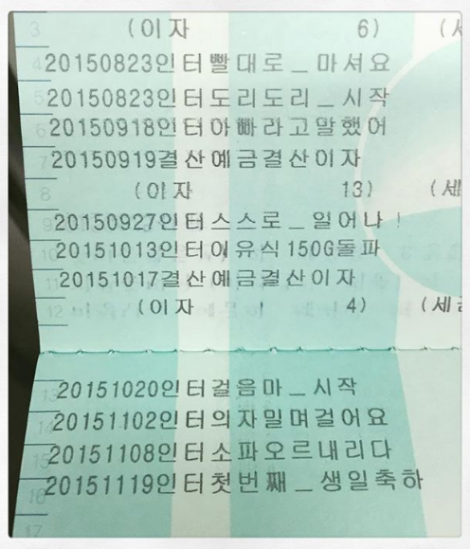 3 (이자 6) (
4 20150823인터빨대로_마셔요
5 20150823인터도리도리_시작
6 20150918인터아빠라고말했어
7 20150919결산예금결산이자
8 (이자 13) (세
9 20150927인터스스로_일어나!
10 20151013인터이유식150G돌파
11 20151017결산예금결산이자
12 (이자 4) (세금
13 20151020인터걸음마_시작
14 20151102인터의자밀며걸어요
15 20151108인터소파오르내리다
16 20151119인터첫번째_생일축하
17